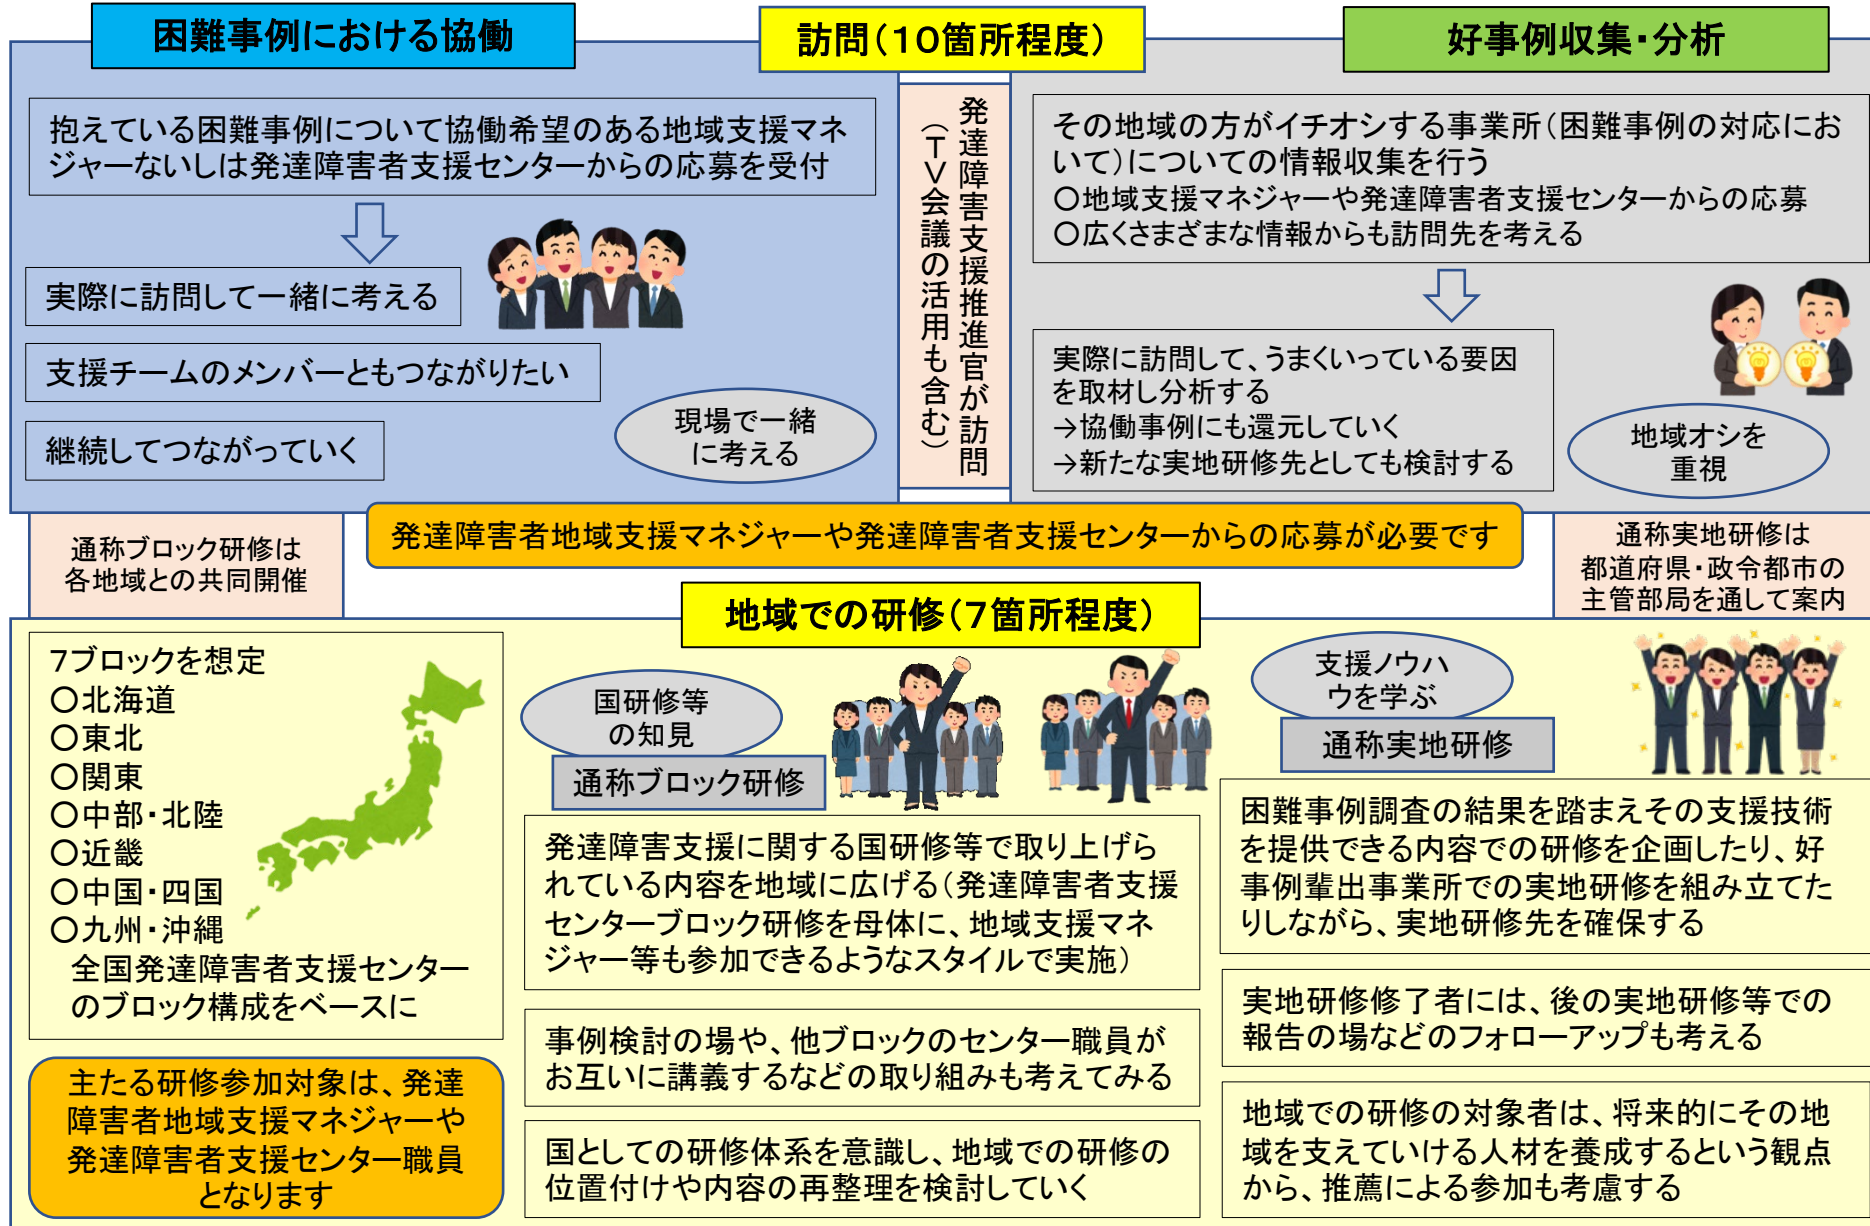 困難事例における協働
訪問（10箇所程度）
好事例収集・分析
抱えている困難事例について協働希望のある地域支援マネ
ジャーないしは発達障害者支援センターからの応募を受付
実際に訪問して一緒に考える
支援チームのメンバーともつながりたい
継続してつながっていく
現場で一緒
に考える
発達障害支援推進官が訪問
（ＴＶ会議の活用も含む）
その地域の方がイチオシする事業所（困難事例の対応にお
いて）についての情報収集を行う
○地域支援マネジャーや発達障害者支援センターからの応募
○広くさまざまな情報からも訪問先を考える
実際に訪問して、うまくいっている要因
を取材し分析する
→協働事例にも還元していく
→新たな実地研修先としても検討する
地域オシを
重視
通称ブロック研修は
各地域との共同開催
発達障害者地域支援マネジャーや発達障害者支援センターからの応募が必要です
通称実地研修は
都道府県・政令都市の
主管部局を通して案内
地域での研修（7箇所程度）
7ブロックを想定
○北海道
○東北
○関東
○中部・北陸
○近畿
○中国・四国
○九州・沖縄
全国発達障害者支援センター
のブロック構成をベースに
主たる研修参加対象は、発達
障害者地域支援マネジャーや
発達障害者支援センター職員
となります
国研修等
の知見
通称ブロック研修
発達障害支援に関する国研修等で取り上げら
れている内容を地域に広げる（発達障害者支援
センターブロック研修を母体に、地域支援マネ
ジャー等も参加できるようなスタイルで実施）
事例検討の場や、他ブロックのセンター職員が
お互いに講義するなどの取り組みも考えてみる
国としての研修体系を意識し、地域での研修の
位置付けや内容の再整理を検討していく
支援ノウハ
ウを学ぶ
通称実地研修
困難事例調査の結果を踏まえその支援技術
を提供できる内容での研修を企画したり、好
事例輩出事業所での実地研修を組み立てた
りしながら、実地研修先を確保する
実地研修修了者には、後の実地研修等での
報告の場などのフォローアップも考える
地域での研修の対象者は、将来的にその地
域を支えていける人材を養成するという観点
から、推薦による参加も考慮する